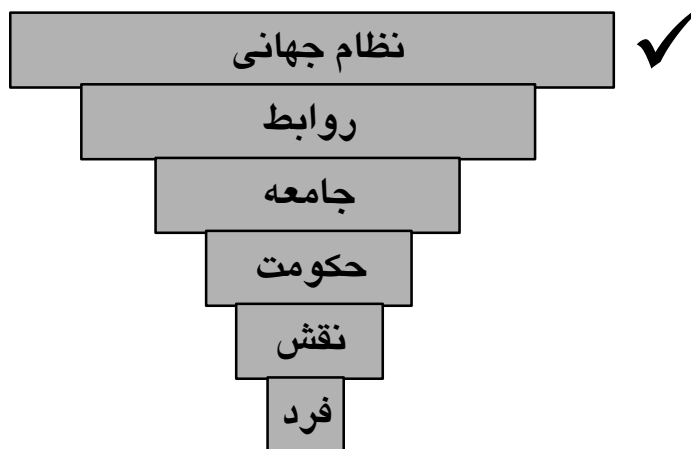 نظام جهانی
روابط
جامعه
حکومت
نقش
فرد